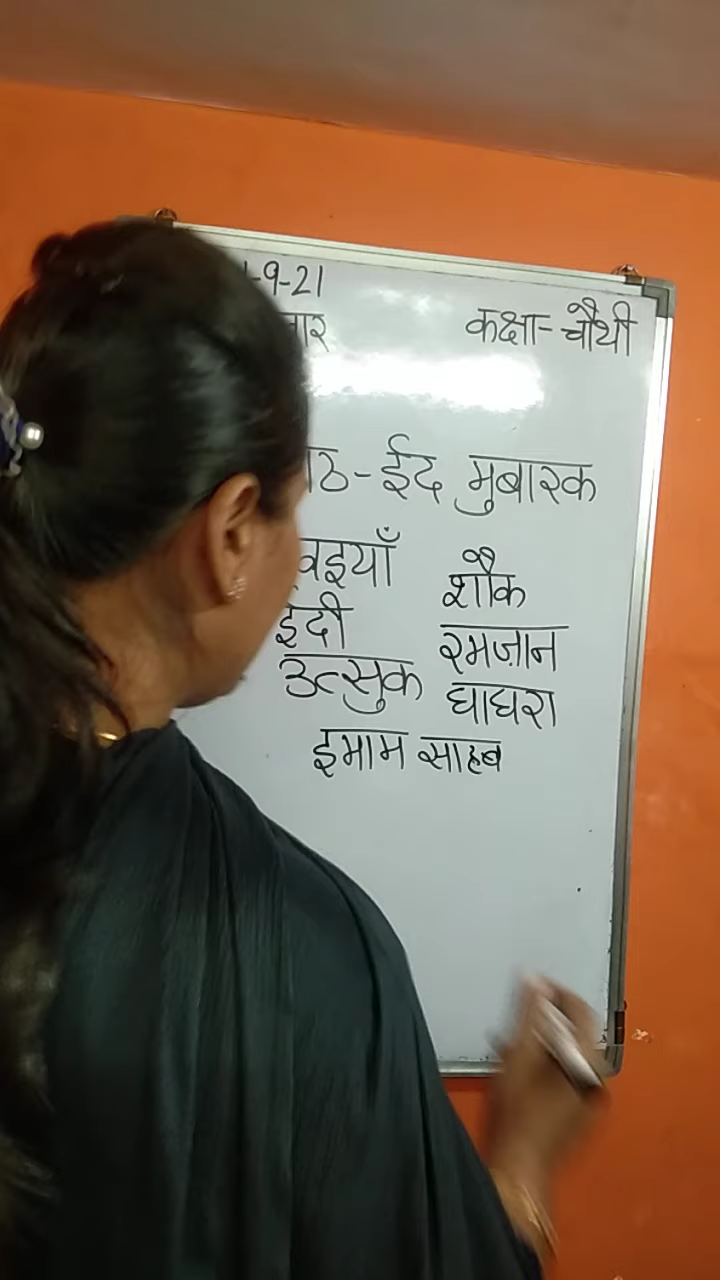 -9-21
कक्षा-चौथी
ईद मुबारक
शौक
ईदी रमज़ान
उत्सुक घाघरा
इमाम साहब